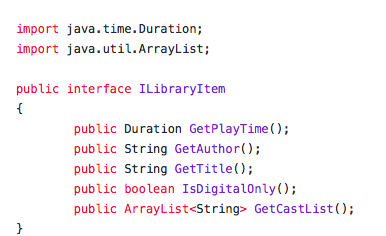 import java.time.Duration;
import java.util.ArrayList;

public interface ILibraryItem
{
        public Duration GetPlayTime();
        public String GetAuthor();
        public String GetTitle();
        public boolean IsDigitalOnly();
        public ArrayList<String> GetCastList();
}